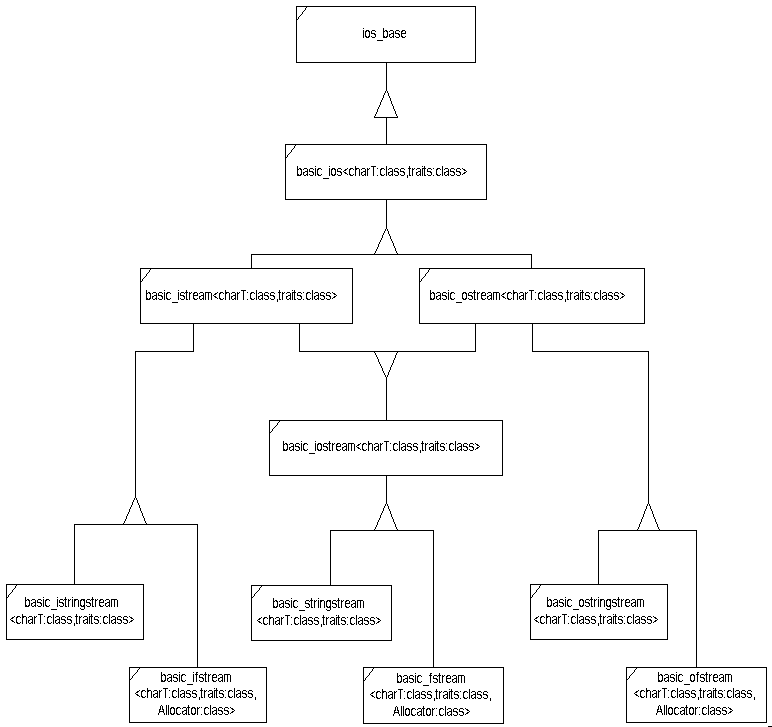 ios_base
basic_ios<charT:class,traits:class>
basic_istream<charT:class,traits:class>
basic_ostream<charT:class,traits:class>
basic_iostream<charT:class,traits:class>
basic_istringstream
<charT:class,traits:class>
basic_stringstream
<charT:class,traits:class>
basic_ostringstream
<charT:class,traits:class>
basic_ifstream
<charT:class,traits:class,
Allocator:class>
basic_fstream
<charT:class,traits:class,
Allocator:class>
basic_ofstream
<charT:class,traits:class,
Allocator:class>